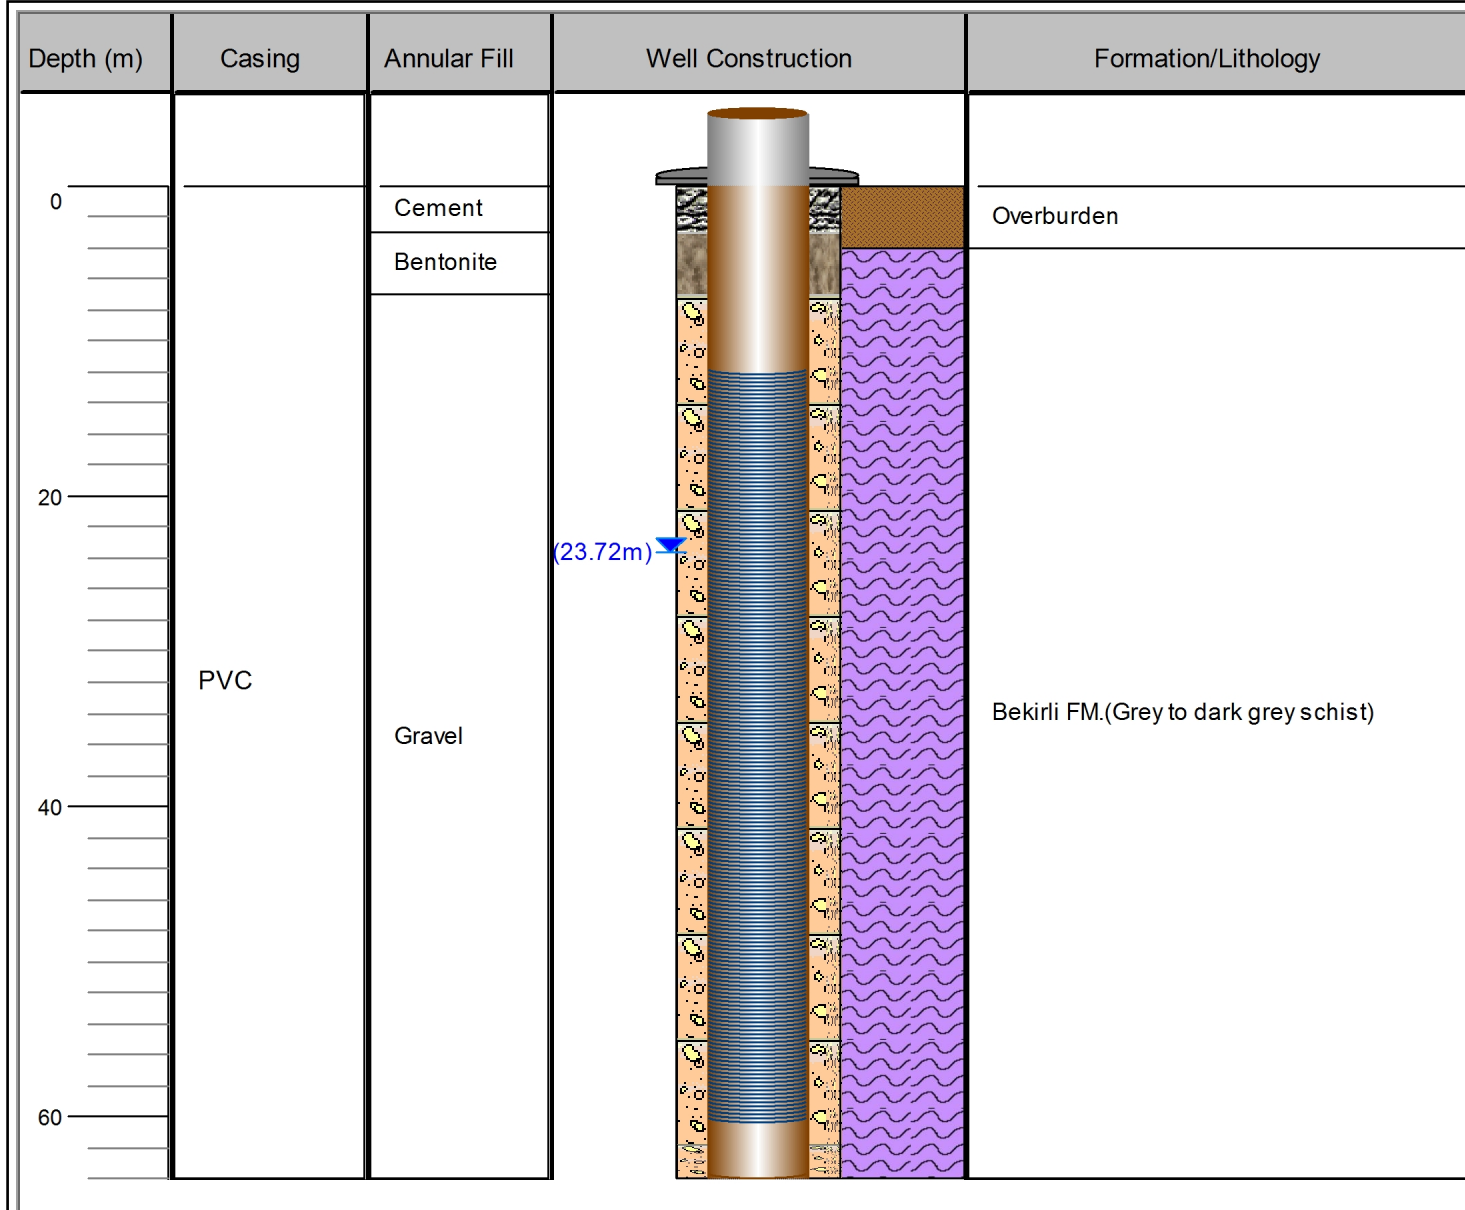 Depth (m)
Casing
Annular Fill
Well Construction
Formation/Lithology
0
Cement
Overburden
Bentonite
20
(23.72m)
PVC
Bekirli FM.(Grey to dark grey schist)
Gravel
40
60